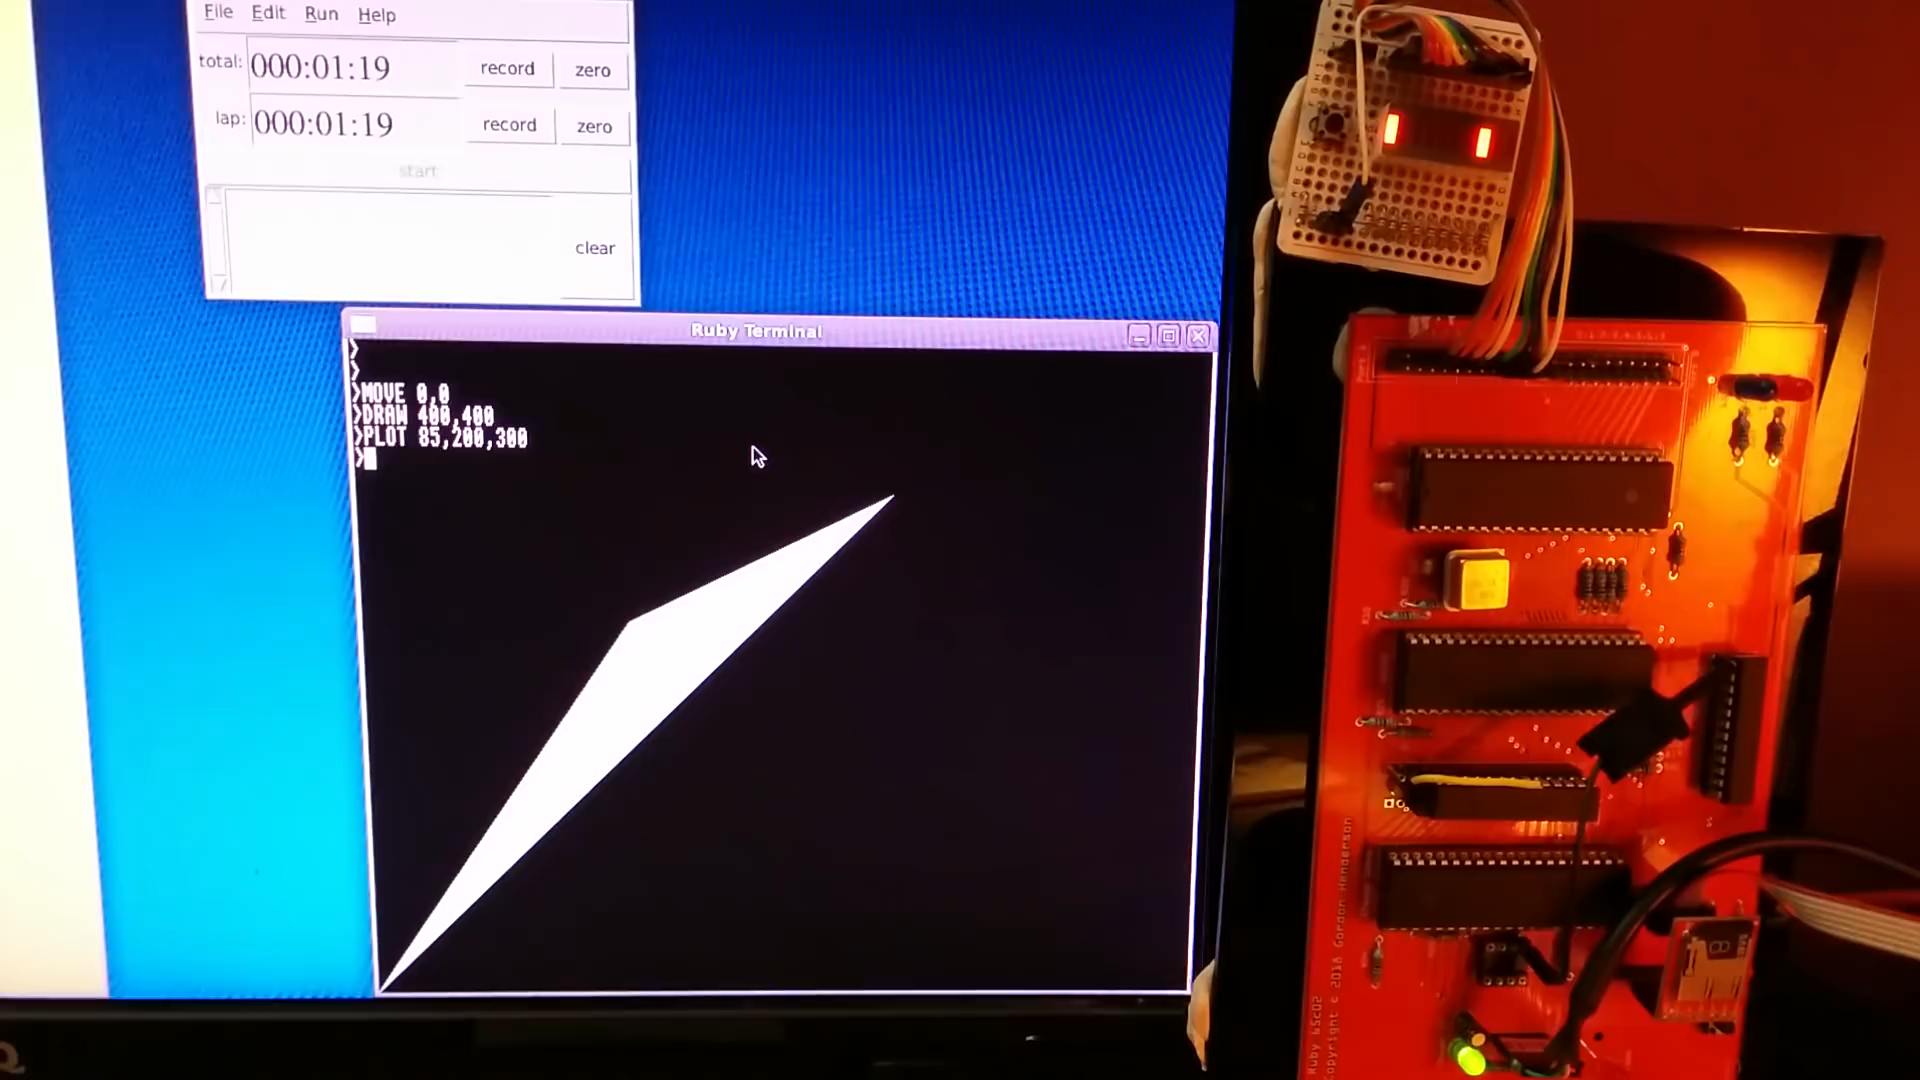 File Edit Run Help
total: 000:01:19 record zero
lap: 000:01:19 record zero
start
clear
Ruby Terminal
>
>
>MOVE 0,0
>DRAW 400,400
>PLOT 85,200,300
>
Ruby 65c02
Copyright c 2018 Gordon Henderson